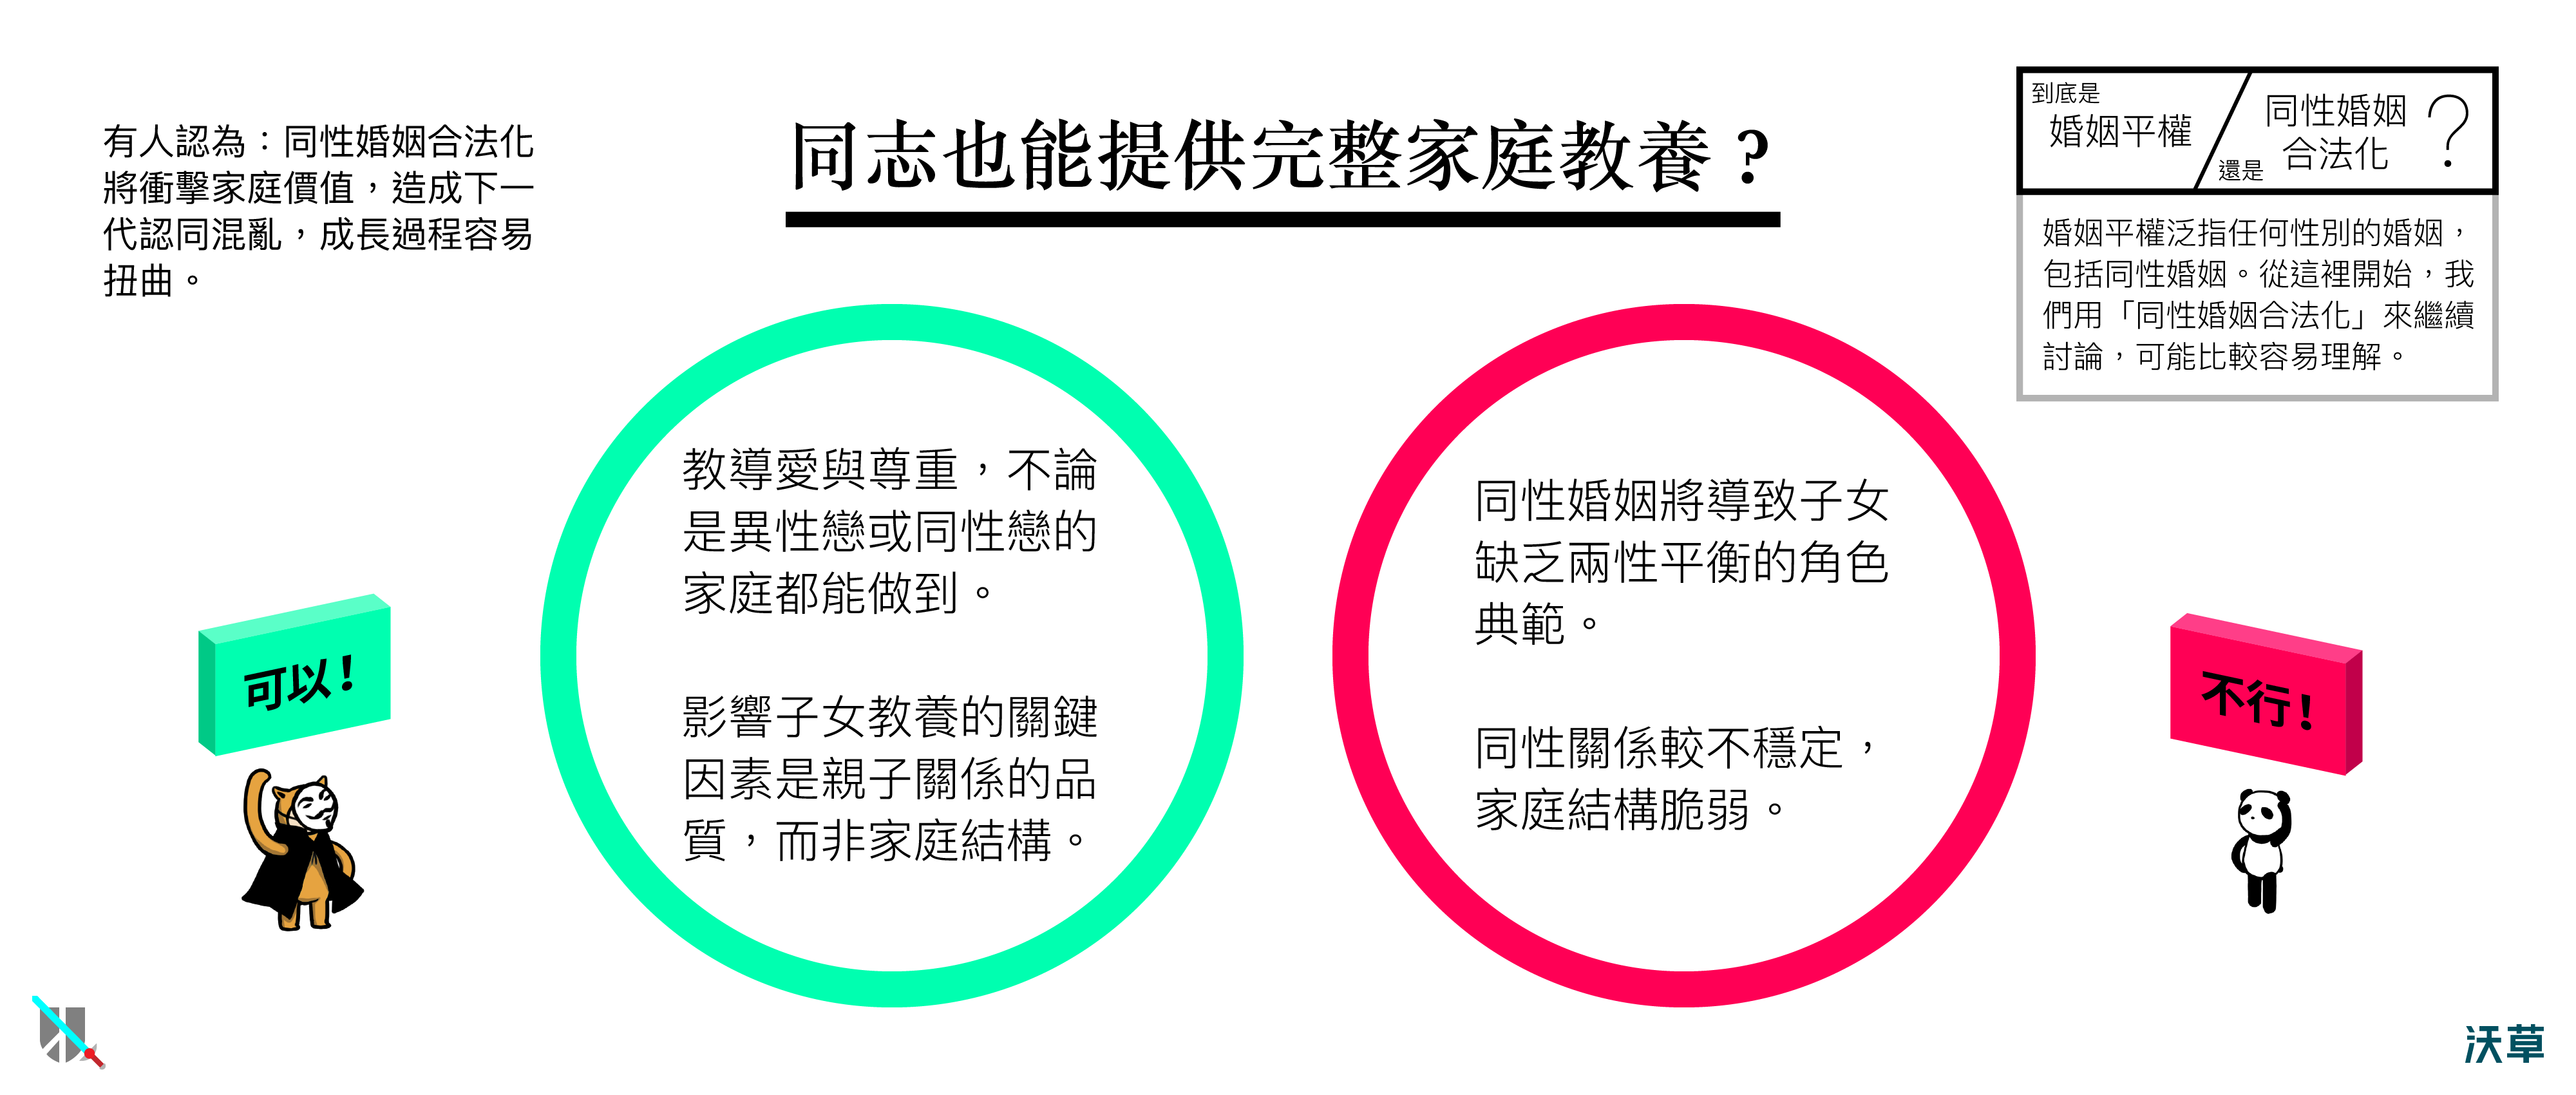 有人認為：同性婚姻合法化
將衝擊家庭價值，造成下一
代認同混亂，成長過程容易
扭曲。
同志也能提供完整家庭教養？
到底是
婚姻平權
還是
同性婚姻
合法化
？
婚姻平權泛指任何性別的婚姻，
包括同性婚姻。從這裡開始，我
們用「同性婚姻合法化」來繼續
討論，可能比較容易理解。
可以！
教導愛與尊重，不論
是異性戀或同性戀的
家庭都能做到。
影響子女教養的關鍵
因素是親子關係的品
質，而非家庭結構。
同性婚姻將導致子女
缺乏兩性平衡的角色
典範。
同性關係較不穩定，
家庭結構脆弱。
不行！
沃草